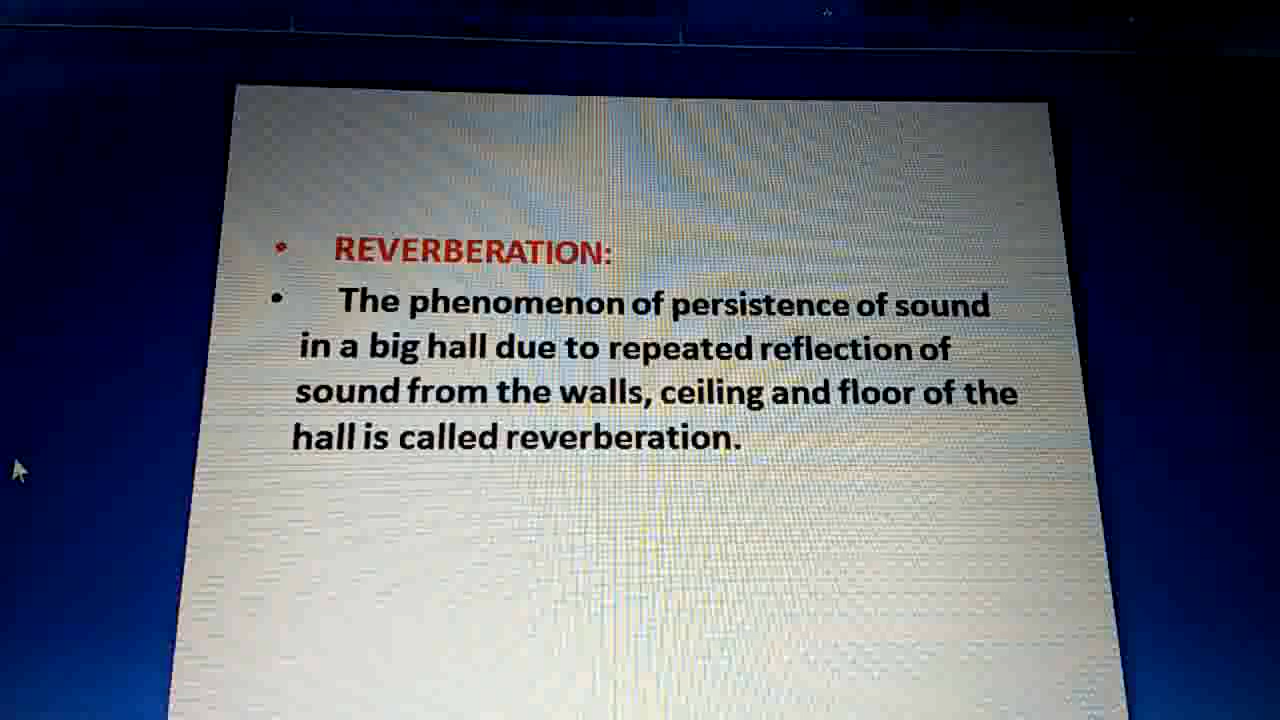 • REVERBERATION:
• The phenomenon of persistence of sound
in a big hall due to repeated reflection of
sound from the walls, ceiling and floor of the
hall is called reverberation.